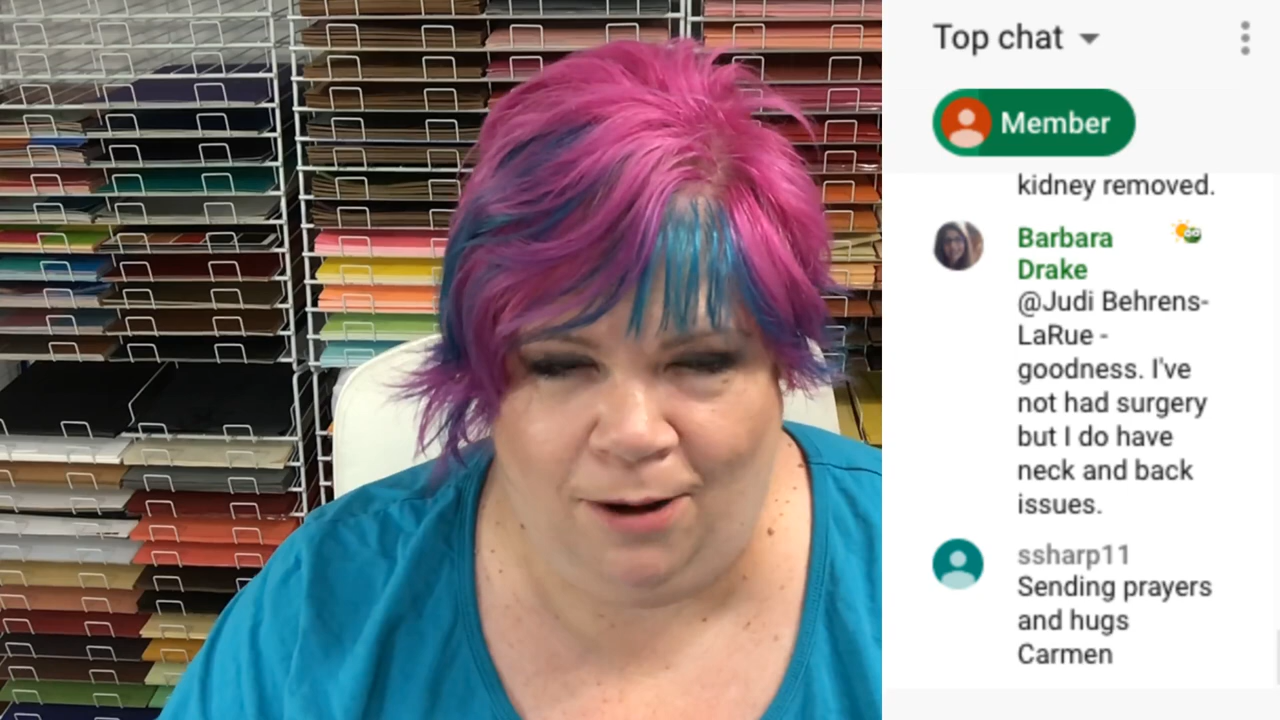 Top chat
Member
kidney removed.
Barbara
Drake
@Judi Behrens-
LaRue -
goodness. I've
not had surgery
but I do have
neck and back
issues.
ssharp11
Sending prayers
and hugs
Carmen